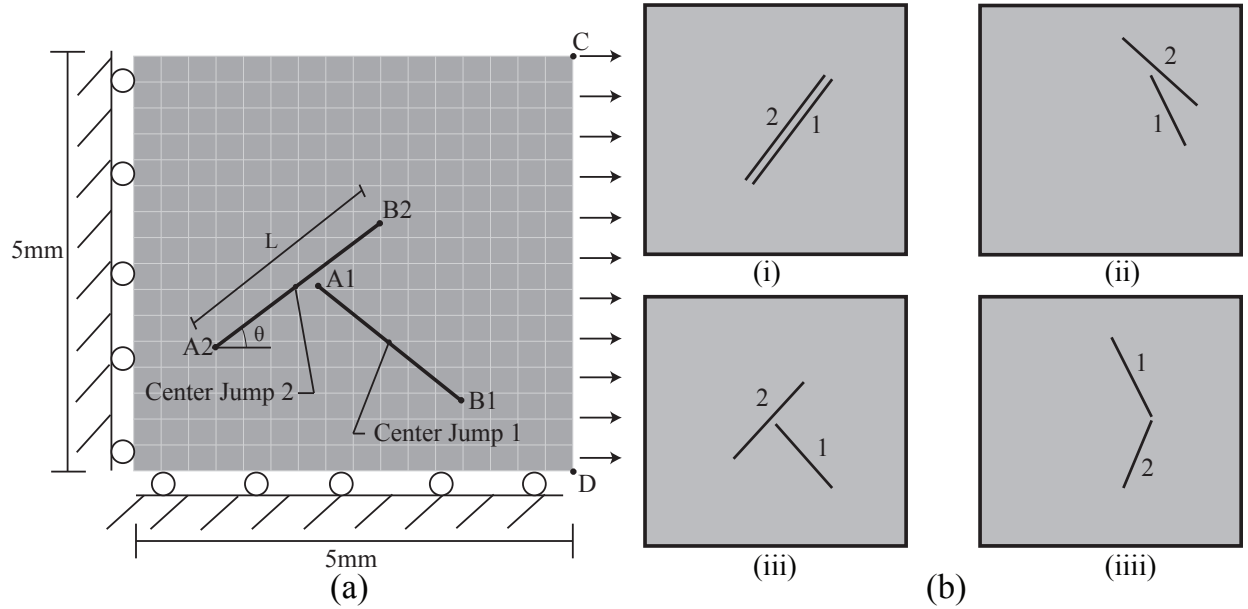 C
5mm
L
B2
A1
A2
θ
Center Jump 2
B1
Center Jump 1
D
5mm
(a)
2
1
(i)
2
1
(ii)
2
1
(iii)
1
2
(iiii)
(b)